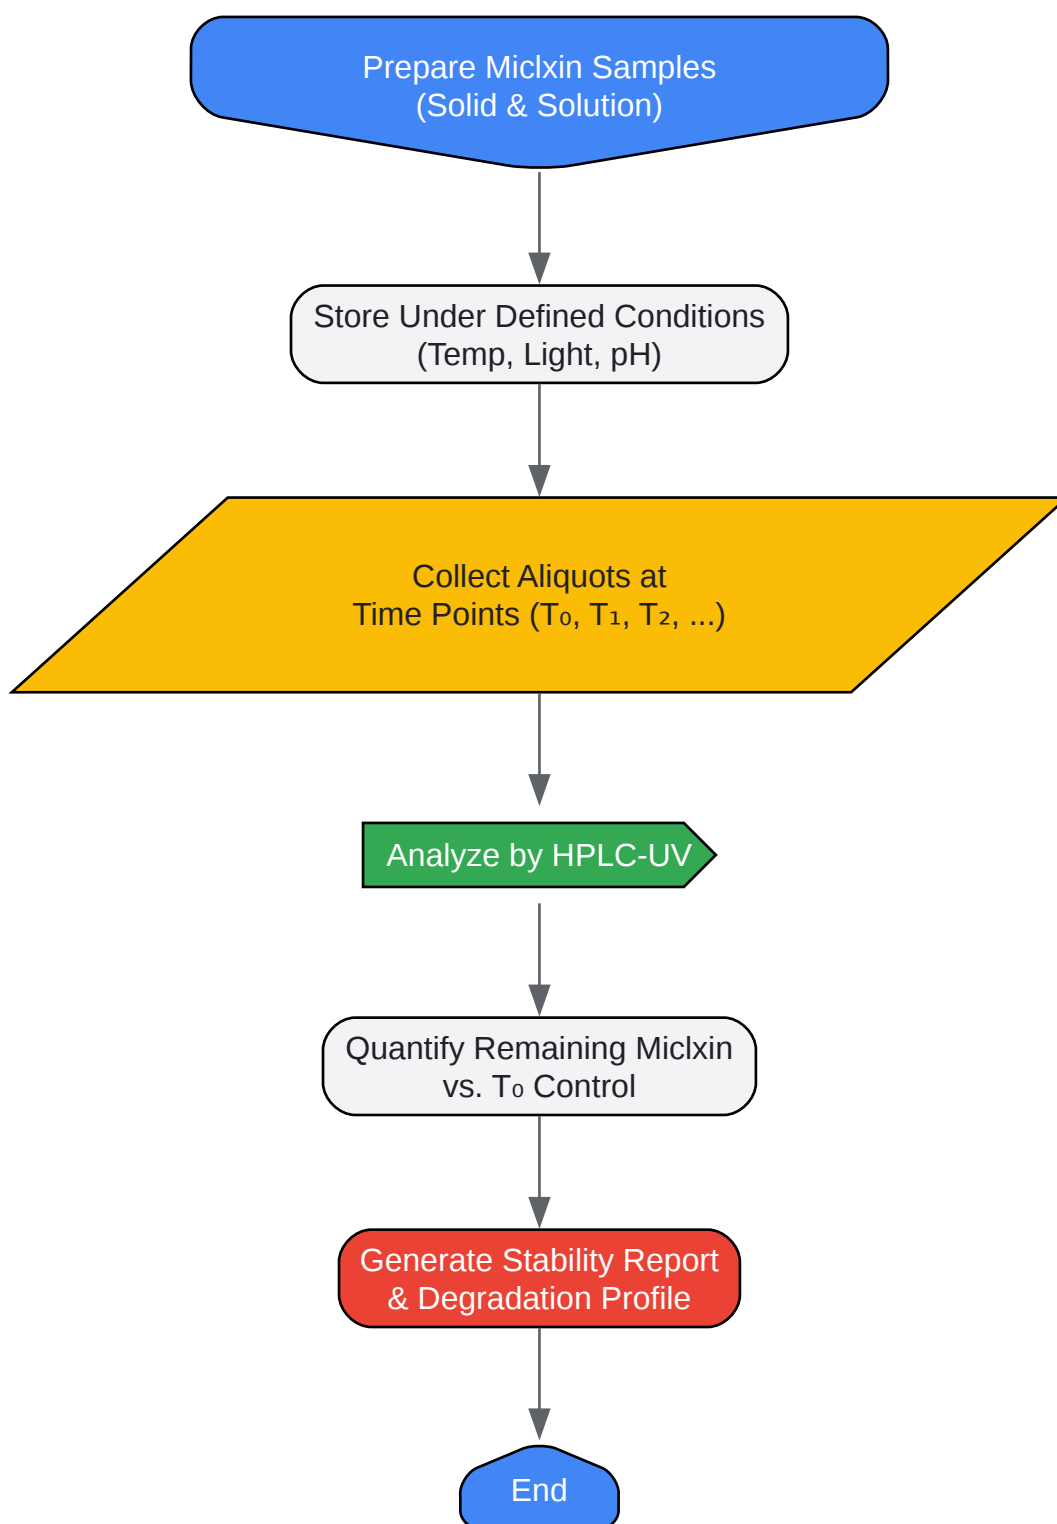 Prepare Miclxin Samples
(Solid & Solution)
Store Under Defined Conditions
(Temp, Light, pH)
Collect Aliquots at
Time Points (T₀, T₁, T₂, ...)
Analyze by HPLC-UV
Quantify Remaining Miclxin
vs. T₀ Control
Generate Stability Report
& Degradation Profile
End